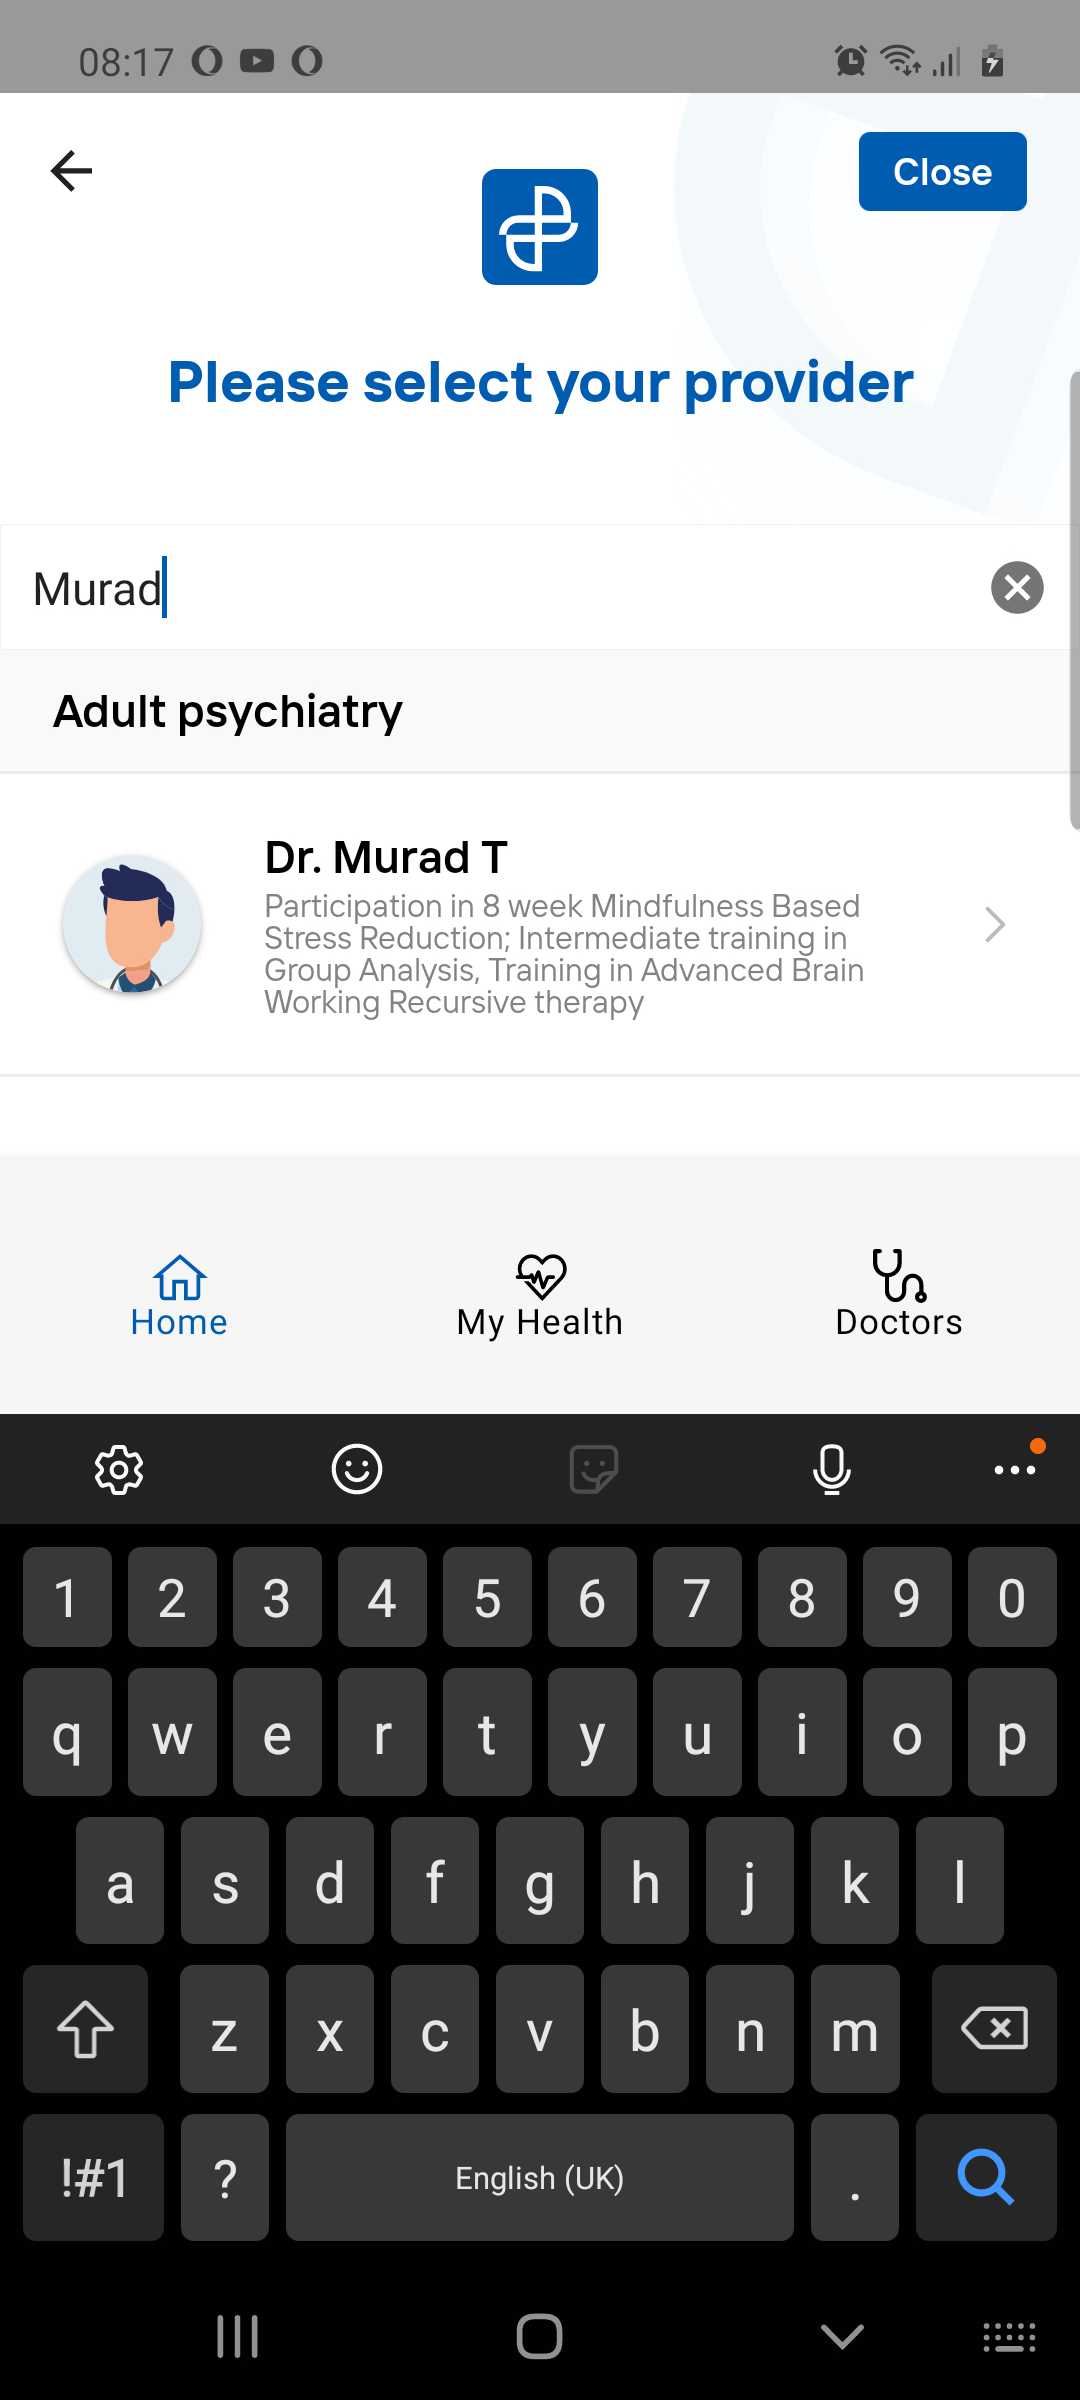 08:17
Close
Please select your provider
Murad
Adult psychiatry
Dr. Murad T
Participation in 8 week Mindfulness Based
Stress Reduction; Intermediate training in
Group Analysis, Training in Advanced Brain
Working Recursive therapy
Home My Health Doctors
1 2 3 4 5 6 7 8 9 0
q w e r t y u i o p
a s d f g h j k l
z x c v b n m
!#1 ? English (UK) .